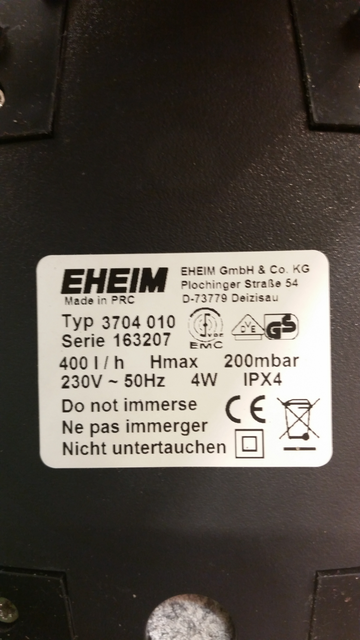 EHEIM
Made in PRC
EHEIM GmbH & Co. KG
Plochinger Straße 54
D-73779 Deizisau
Typ 3704 010
Serie 163207
EMC
VDE
GS
400 l / h Hmax 200mbar
230V ~ 50Hz 4W IPX4
Do not immerse
Ne pas immerger
Nicht untertauchen
CE